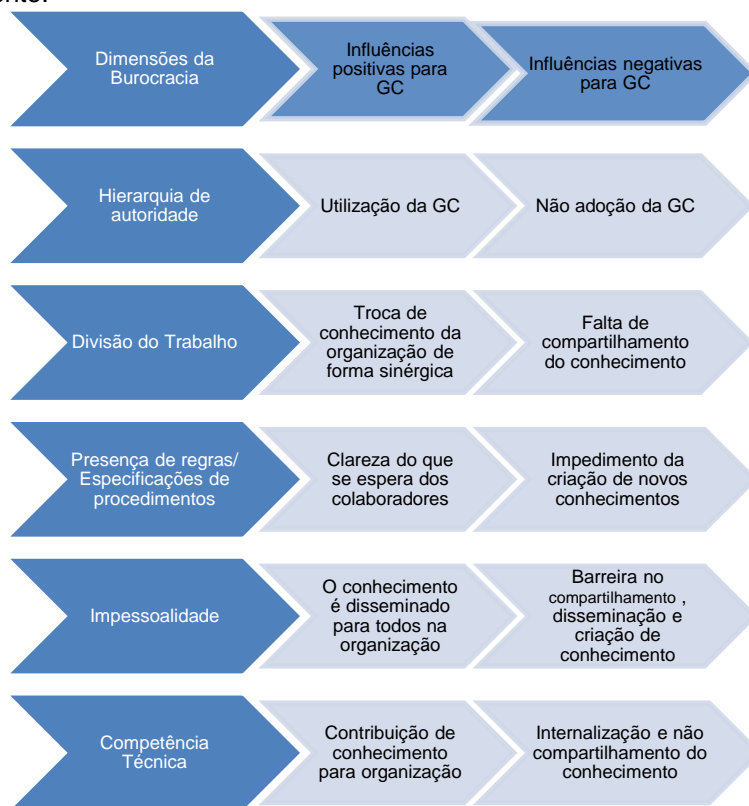 Dimensões da
Burocracia
Influências
positivas para
GC
Influências negativas
para GC
Hierarquia de
autoridade
Utilização da GC
Não adoção da GC
Divisão do Trabalho
Troca de
conhecimento da
organização de
forma sinérgica
Falta de
compartilhamento
do conhecimento
Presença de regras/
Especificações de
procedimentos
Clareza do que
se espera dos
colaboradores
Impedimento da
criação de novos
conhecimentos
Impessoalidade
O conhecimento
é disseminado
para todos na
organização
Barreira no
compartilhamento ,
disseminação e
criação de
conhecimento
Competência
Técnica
Contribuição de
conhecimento
para organização
Internalização e não
compartilhamento do
conhecimento